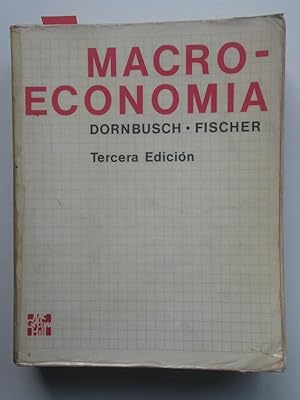 MACRO-
ECONOMIA
DORNBUSCH • FISCHER
Tercera Edición
Mc
Graw
Hill